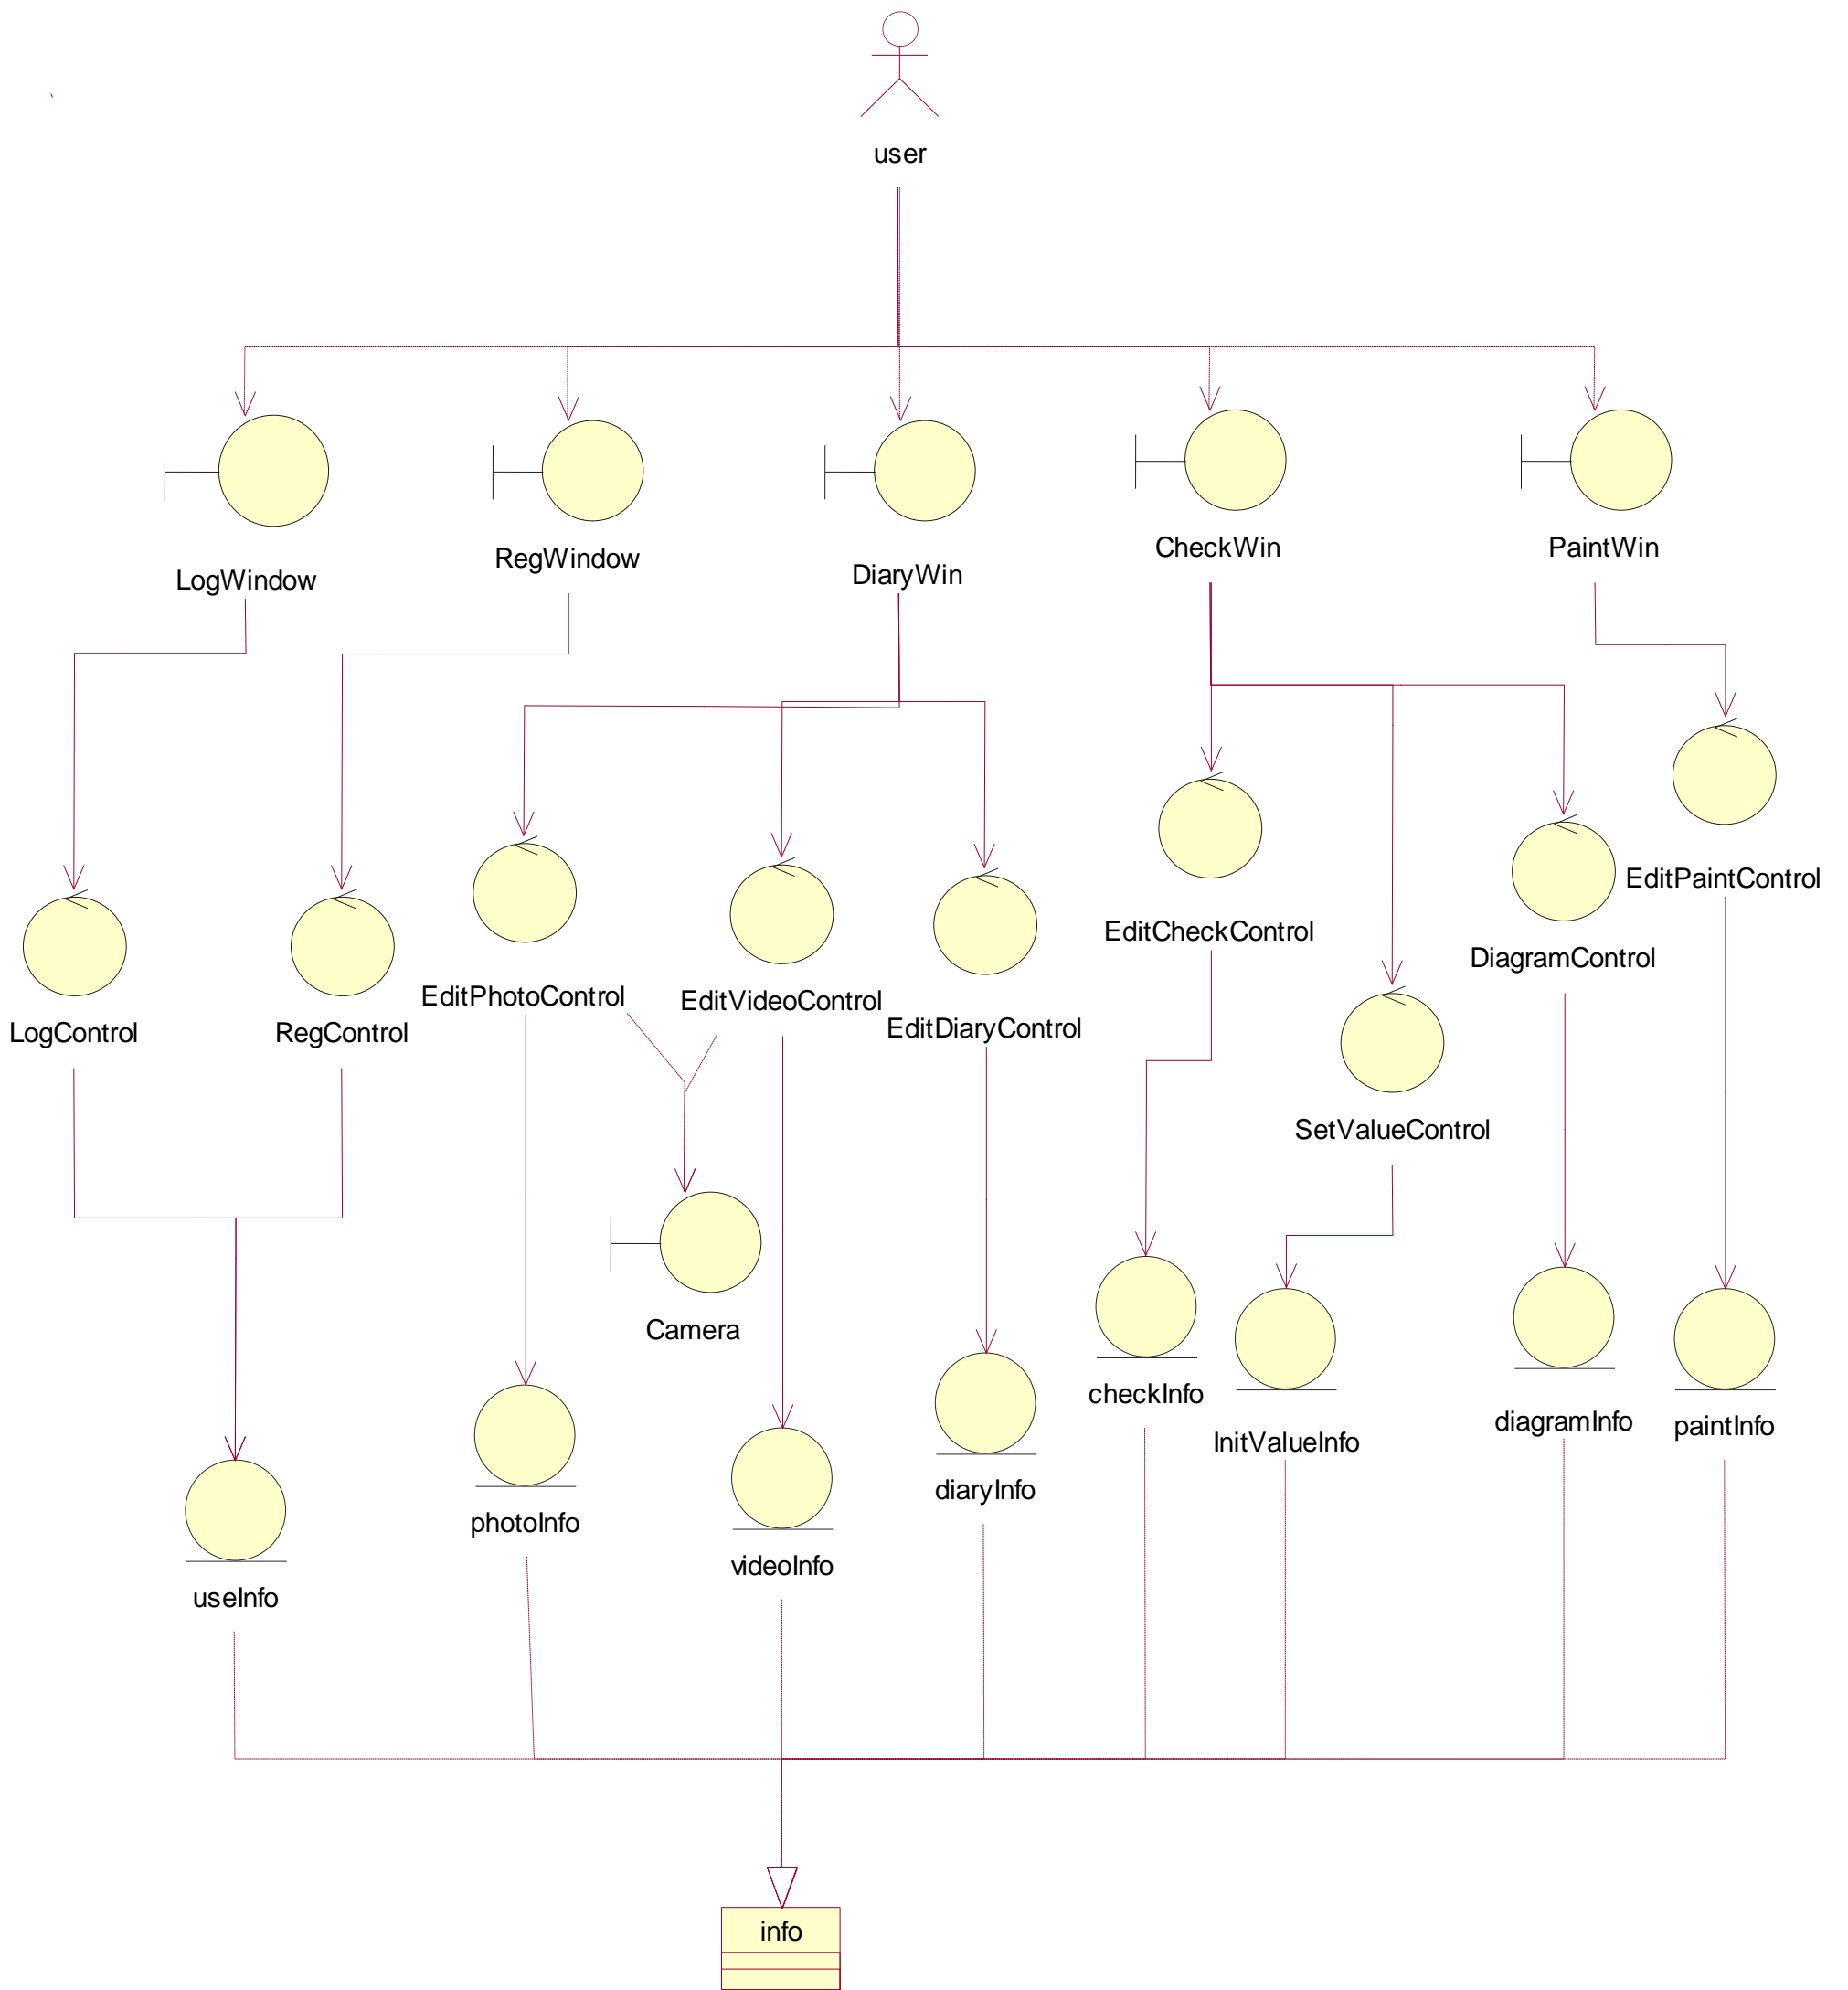 user
LogWindow
RegWindow
DiaryWin
CheckWin
PaintWin
LogControl
RegControl
EditPhotoControl
EditVideoControl
EditDiaryControl
EditCheckControl
SetValueControl
DiagramControl
EditPaintControl
Camera
useInfo
photoInfo
videoInfo
diaryInfo
checkInfo
InitValueInfo
diagramInfo
paintInfo
info